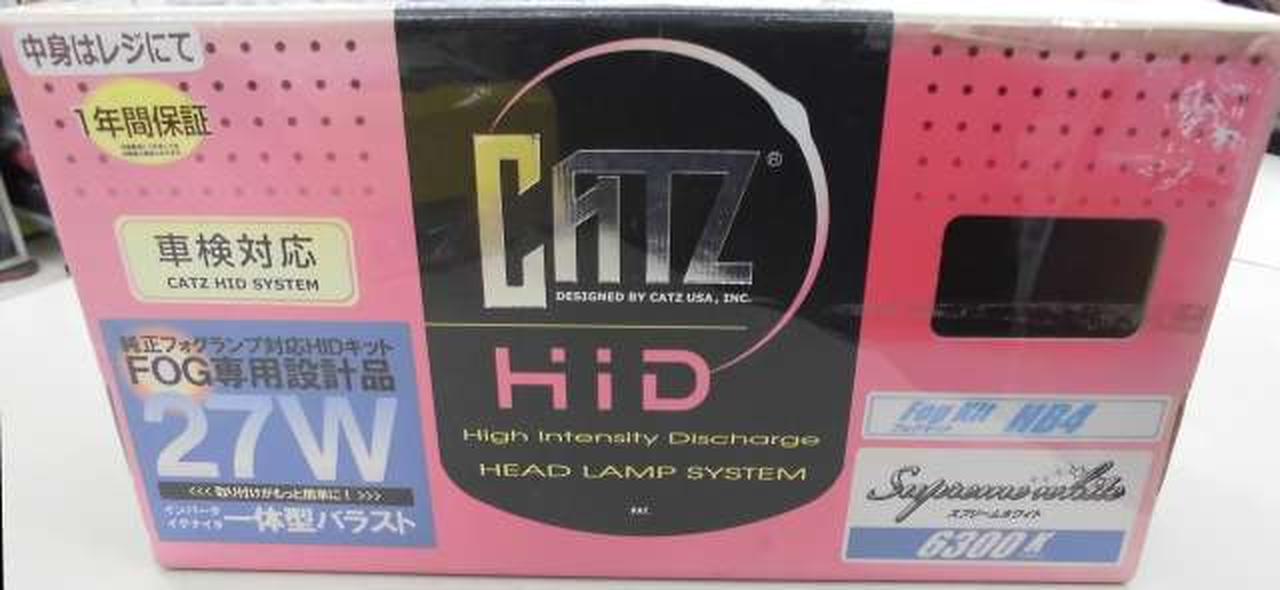 中身はレジにて
1年間保証
車検対応
CATZ HID SYSTEM
純正フォグランプ対応HIDキット
FOG専用設計品
27W
<<< 取り付けがもっと簡単に! >>>
インバータ
イグナイタ
一体型バラスト
CATZ®
DESIGNED BY CATZ USA, INC.
HiD
High Intensity Discharge
HEAD LAMP SYSTEM
PAT.
Fog Kit HB4
Supreme white
スプリームホワイト
6300K